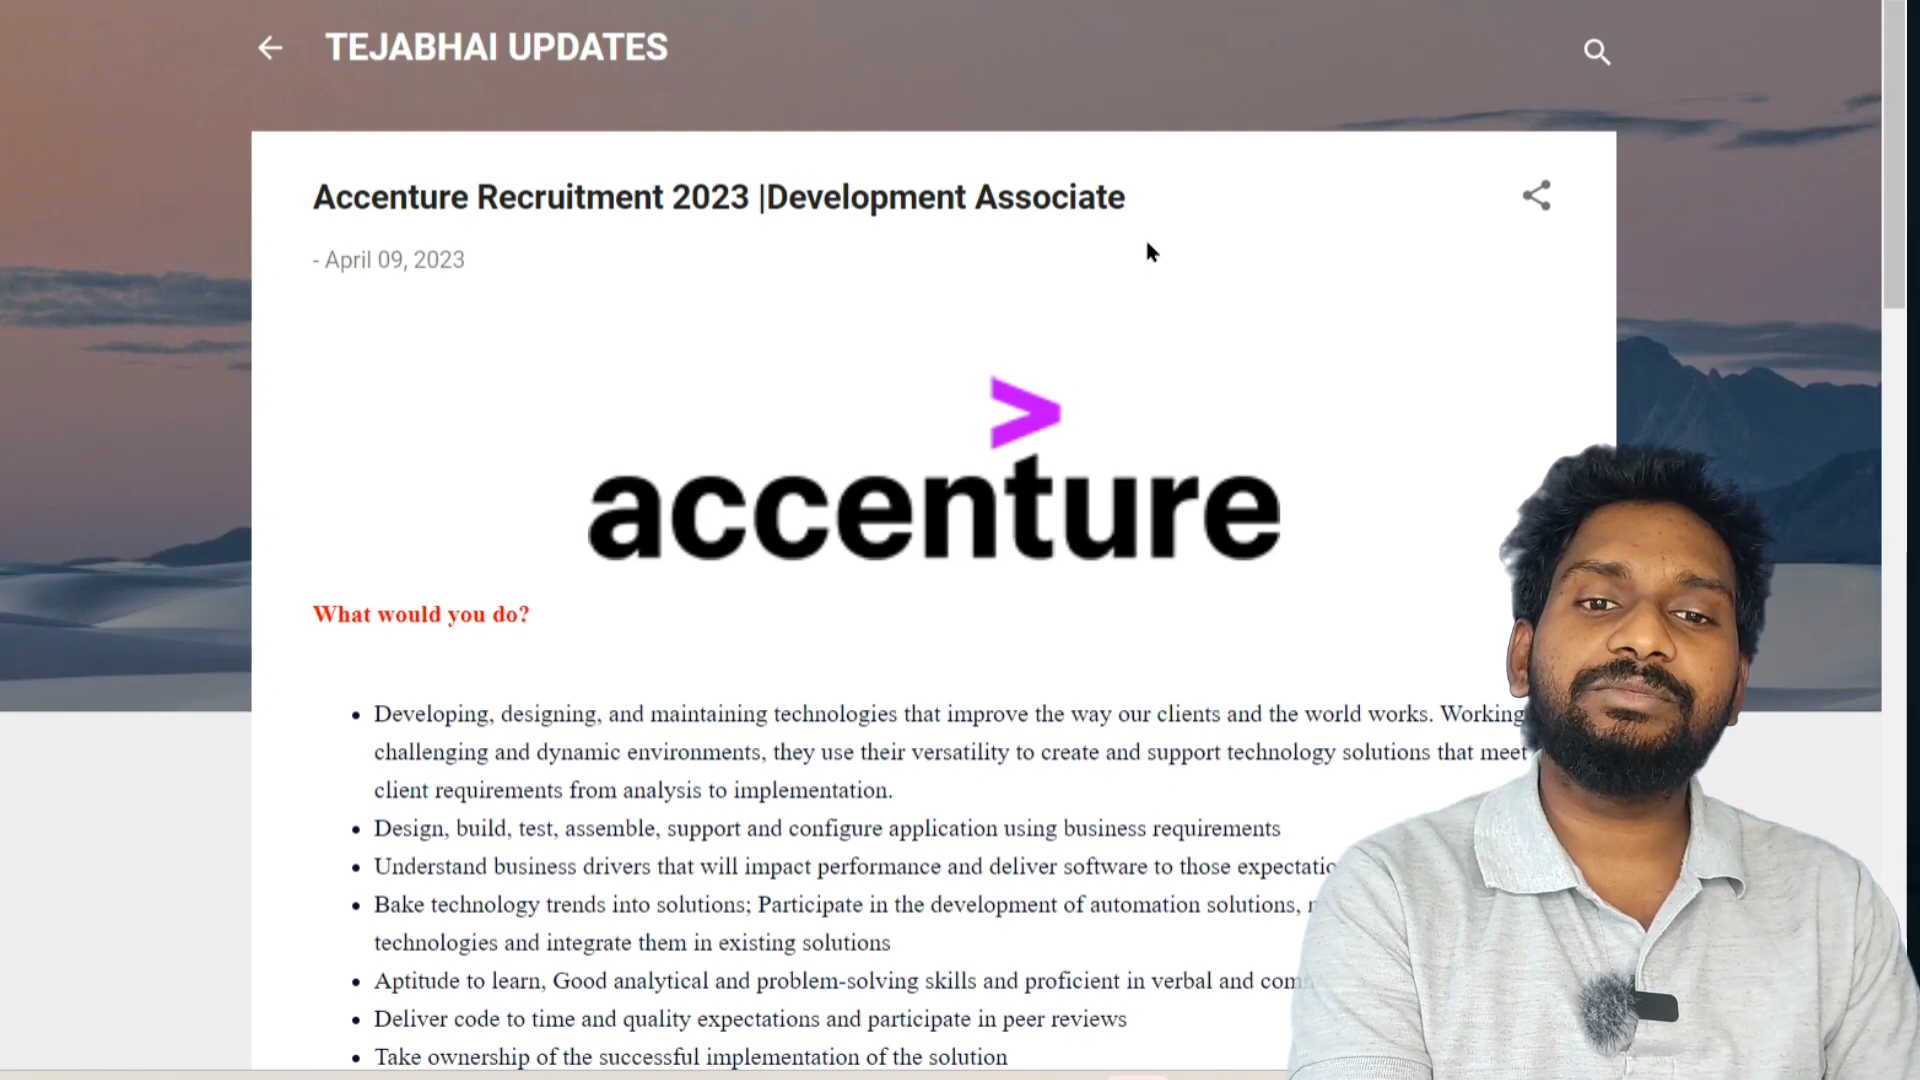 TEJABHAI UPDATES
Accenture Recruitment 2023 |Development Associate
- April 09, 2023
>
accenture
What would you do?
• Developing, designing, and maintaining technologies that improve the way our clients and the world works. Working
challenging and dynamic environments, they use their versatility to create and support technology solutions that meet
client requirements from analysis to implementation.
• Design, build, test, assemble, support and configure application using business requirements
• Understand business drivers that will impact performance and deliver software to those
• Bake technology trends into solutions; Participate in the development of automation solutions,
technologies and integrate them in existing solutions
• Aptitude to learn, Good analytical and problem-solving skills and proficient in verbal and
• Deliver code to time and quality expectations and participate in peer reviews
• Take ownership of the successful implementation of the solution